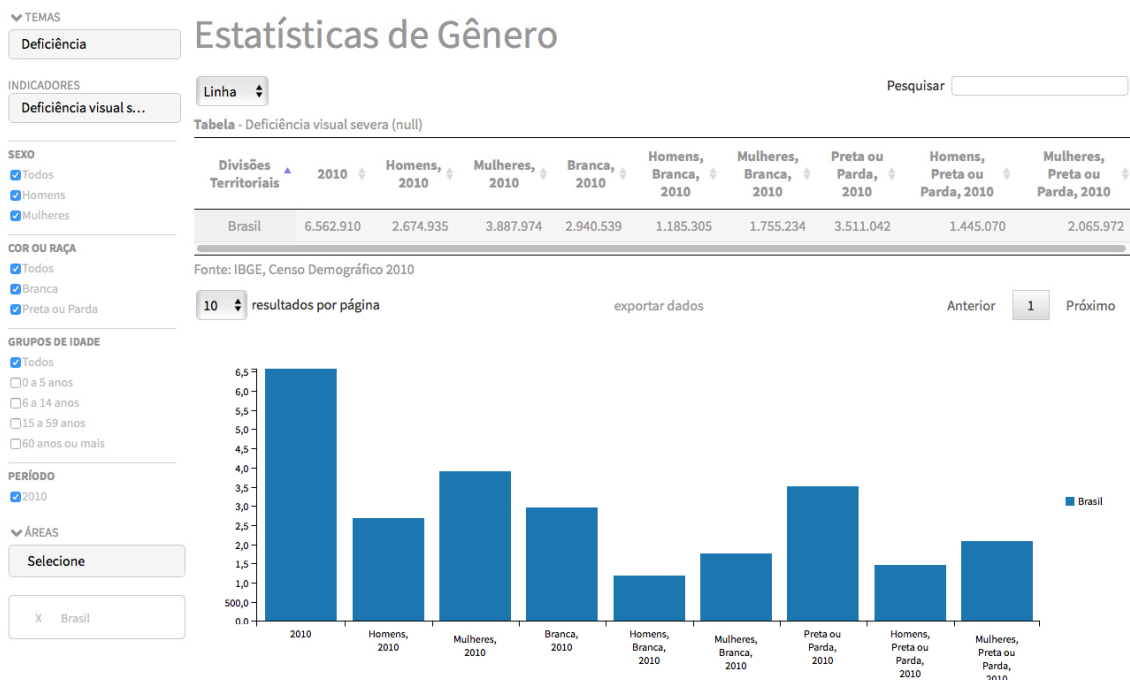 TEMAS
Deficiência
INDICADORES
Deficiência visual s...
SEXO
Todos
Homens
Mulheres
COR OU RAÇA
Todos
Branca
Preta ou Parda
GRUPOS DE IDADE
Todos
0 a 5 anos
6 a 14 anos
15 a 59 anos
60 anos ou mais
PERÍODO
2010
ÁREAS
Selecione
X Brasil
Estatísticas de Gênero
Linha
Pesquisar
Tabela - Deficiência visual severa (null)
Divisões Territoriais
2010
Homens, 2010
Mulheres, 2010
Branca, 2010
Homens, Branca, 2010
Mulheres, Branca, 2010
Preta ou Parda, 2010
Homens, Preta ou Parda, 2010
Mulheres, Preta ou Parda, 2010
Brasil 6.562.910 2.674.935 3.887.974 2.940.539 1.185.305 1.755.234 3.511.042 1.445.070 2.065.972
Fonte: IBGE, Censo Demográfico 2010
10 resultados por página exportar dados Anterior 1 Próximo
6,5
6,0
5,5
5,0
4,5
4,0
3,5
3,0
2,5
2,0
1,5
1,0
500,0
0.0
2010
Homens, 2010
Mulheres, 2010
Branca, 2010
Homens, Branca, 2010
Mulheres, Branca, 2010
Preta ou Parda, 2010
Homens, Preta ou Parda, 2010
Mulheres, Preta ou Parda, 2010
Brasil